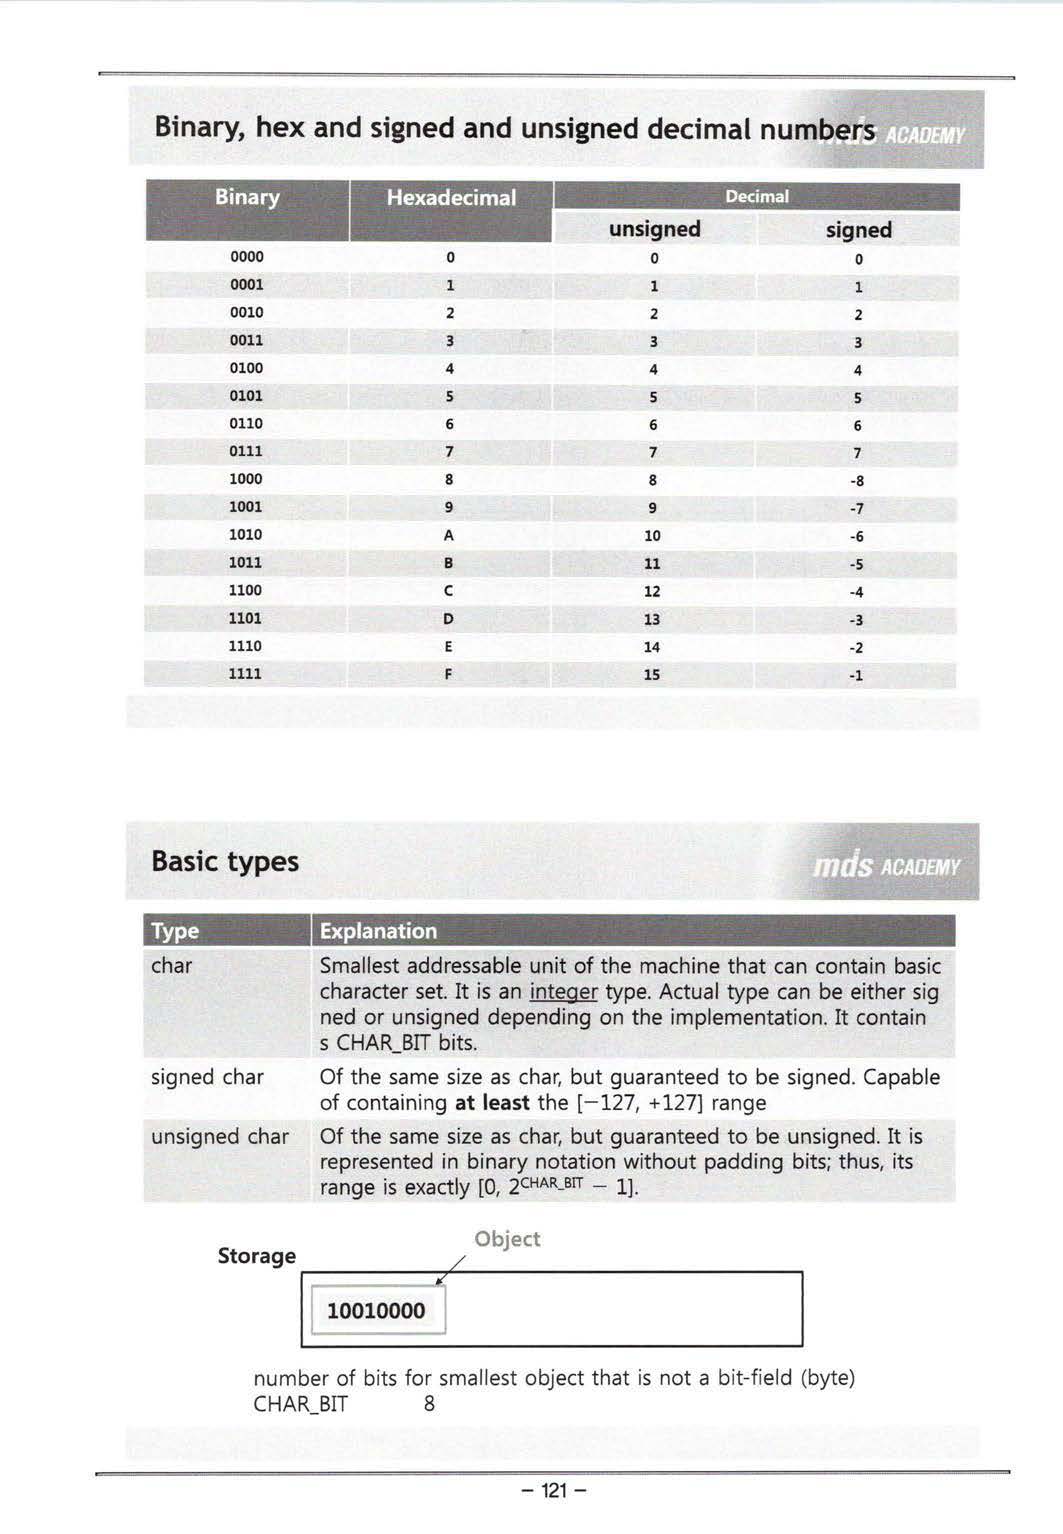 Binary, hex and signed and unsigned decimal numbers mds ACADEMY
Binary Hexadecimal Decimal
unsigned signed
0000 0 0 0
0001 1 1 1
0010 2 2 2
0011 3 3 3
0100 4 4 4
0101 5 5 5
0110 6 6 6
0111 7 7 7
1000 8 8 -8
1001 9 9 -7
1010 A 10 -6
1011 B 11 -5
1100 C 12 -4
1101 D 13 -3
1110 E 14 -2
1111 F 15 -1
Basic types mds ACADEMY
Type Explanation
char Smallest addressable unit of the machine that can contain basic
character set. It is an integer type. Actual type can be either sig
ned or unsigned depending on the implementation. It contain
s CHAR_BIT bits.
signed char Of the same size as char, but guaranteed to be signed. Capable
of containing at least the [−127, +127] range
unsigned char Of the same size as char, but guaranteed to be unsigned. It is
represented in binary notation without padding bits; thus, its
range is exactly [0, 2^CHAR_BIT − 1].
Object
Storage
10010000
number of bits for smallest object that is not a bit-field (byte)
CHAR_BIT 8
− 121 −